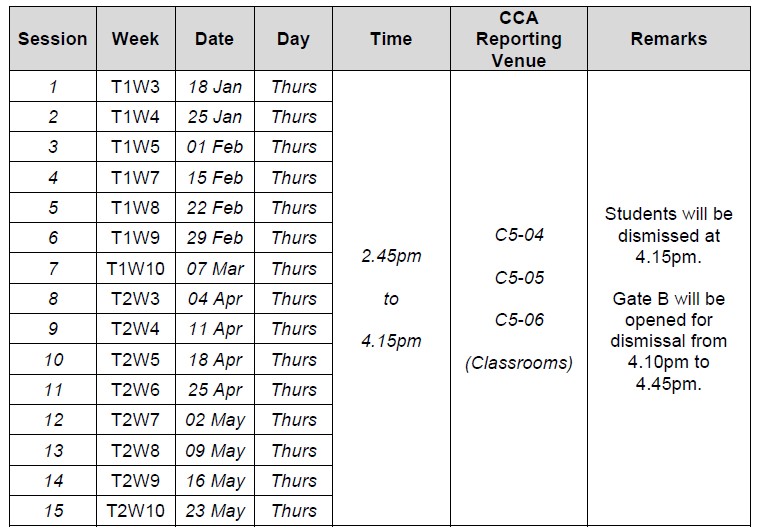 Session Week Date Day Time CCA Reporting Venue Remarks
1 T1W3 18 Jan Thurs
2 T1W4 25 Jan Thurs
3 T1W5 01 Feb Thurs
4 T1W7 15 Feb Thurs
5 T1W8 22 Feb Thurs
6 T1W9 29 Feb Thurs
7 T1W10 07 Mar Thurs
8 T2W3 04 Apr Thurs
9 T2W4 11 Apr Thurs
10 T2W5 18 Apr Thurs
11 T2W6 25 Apr Thurs
12 T2W7 02 May Thurs
13 T2W8 09 May Thurs
14 T2W9 16 May Thurs
15 T2W10 23 May Thurs
2.45pm
to
4.15pm
C5-04
C5-05
C5-06
(Classrooms)
Students will be
dismissed at
4.15pm.
Gate B will be
opened for
dismissal from
4.10pm to
4.45pm.